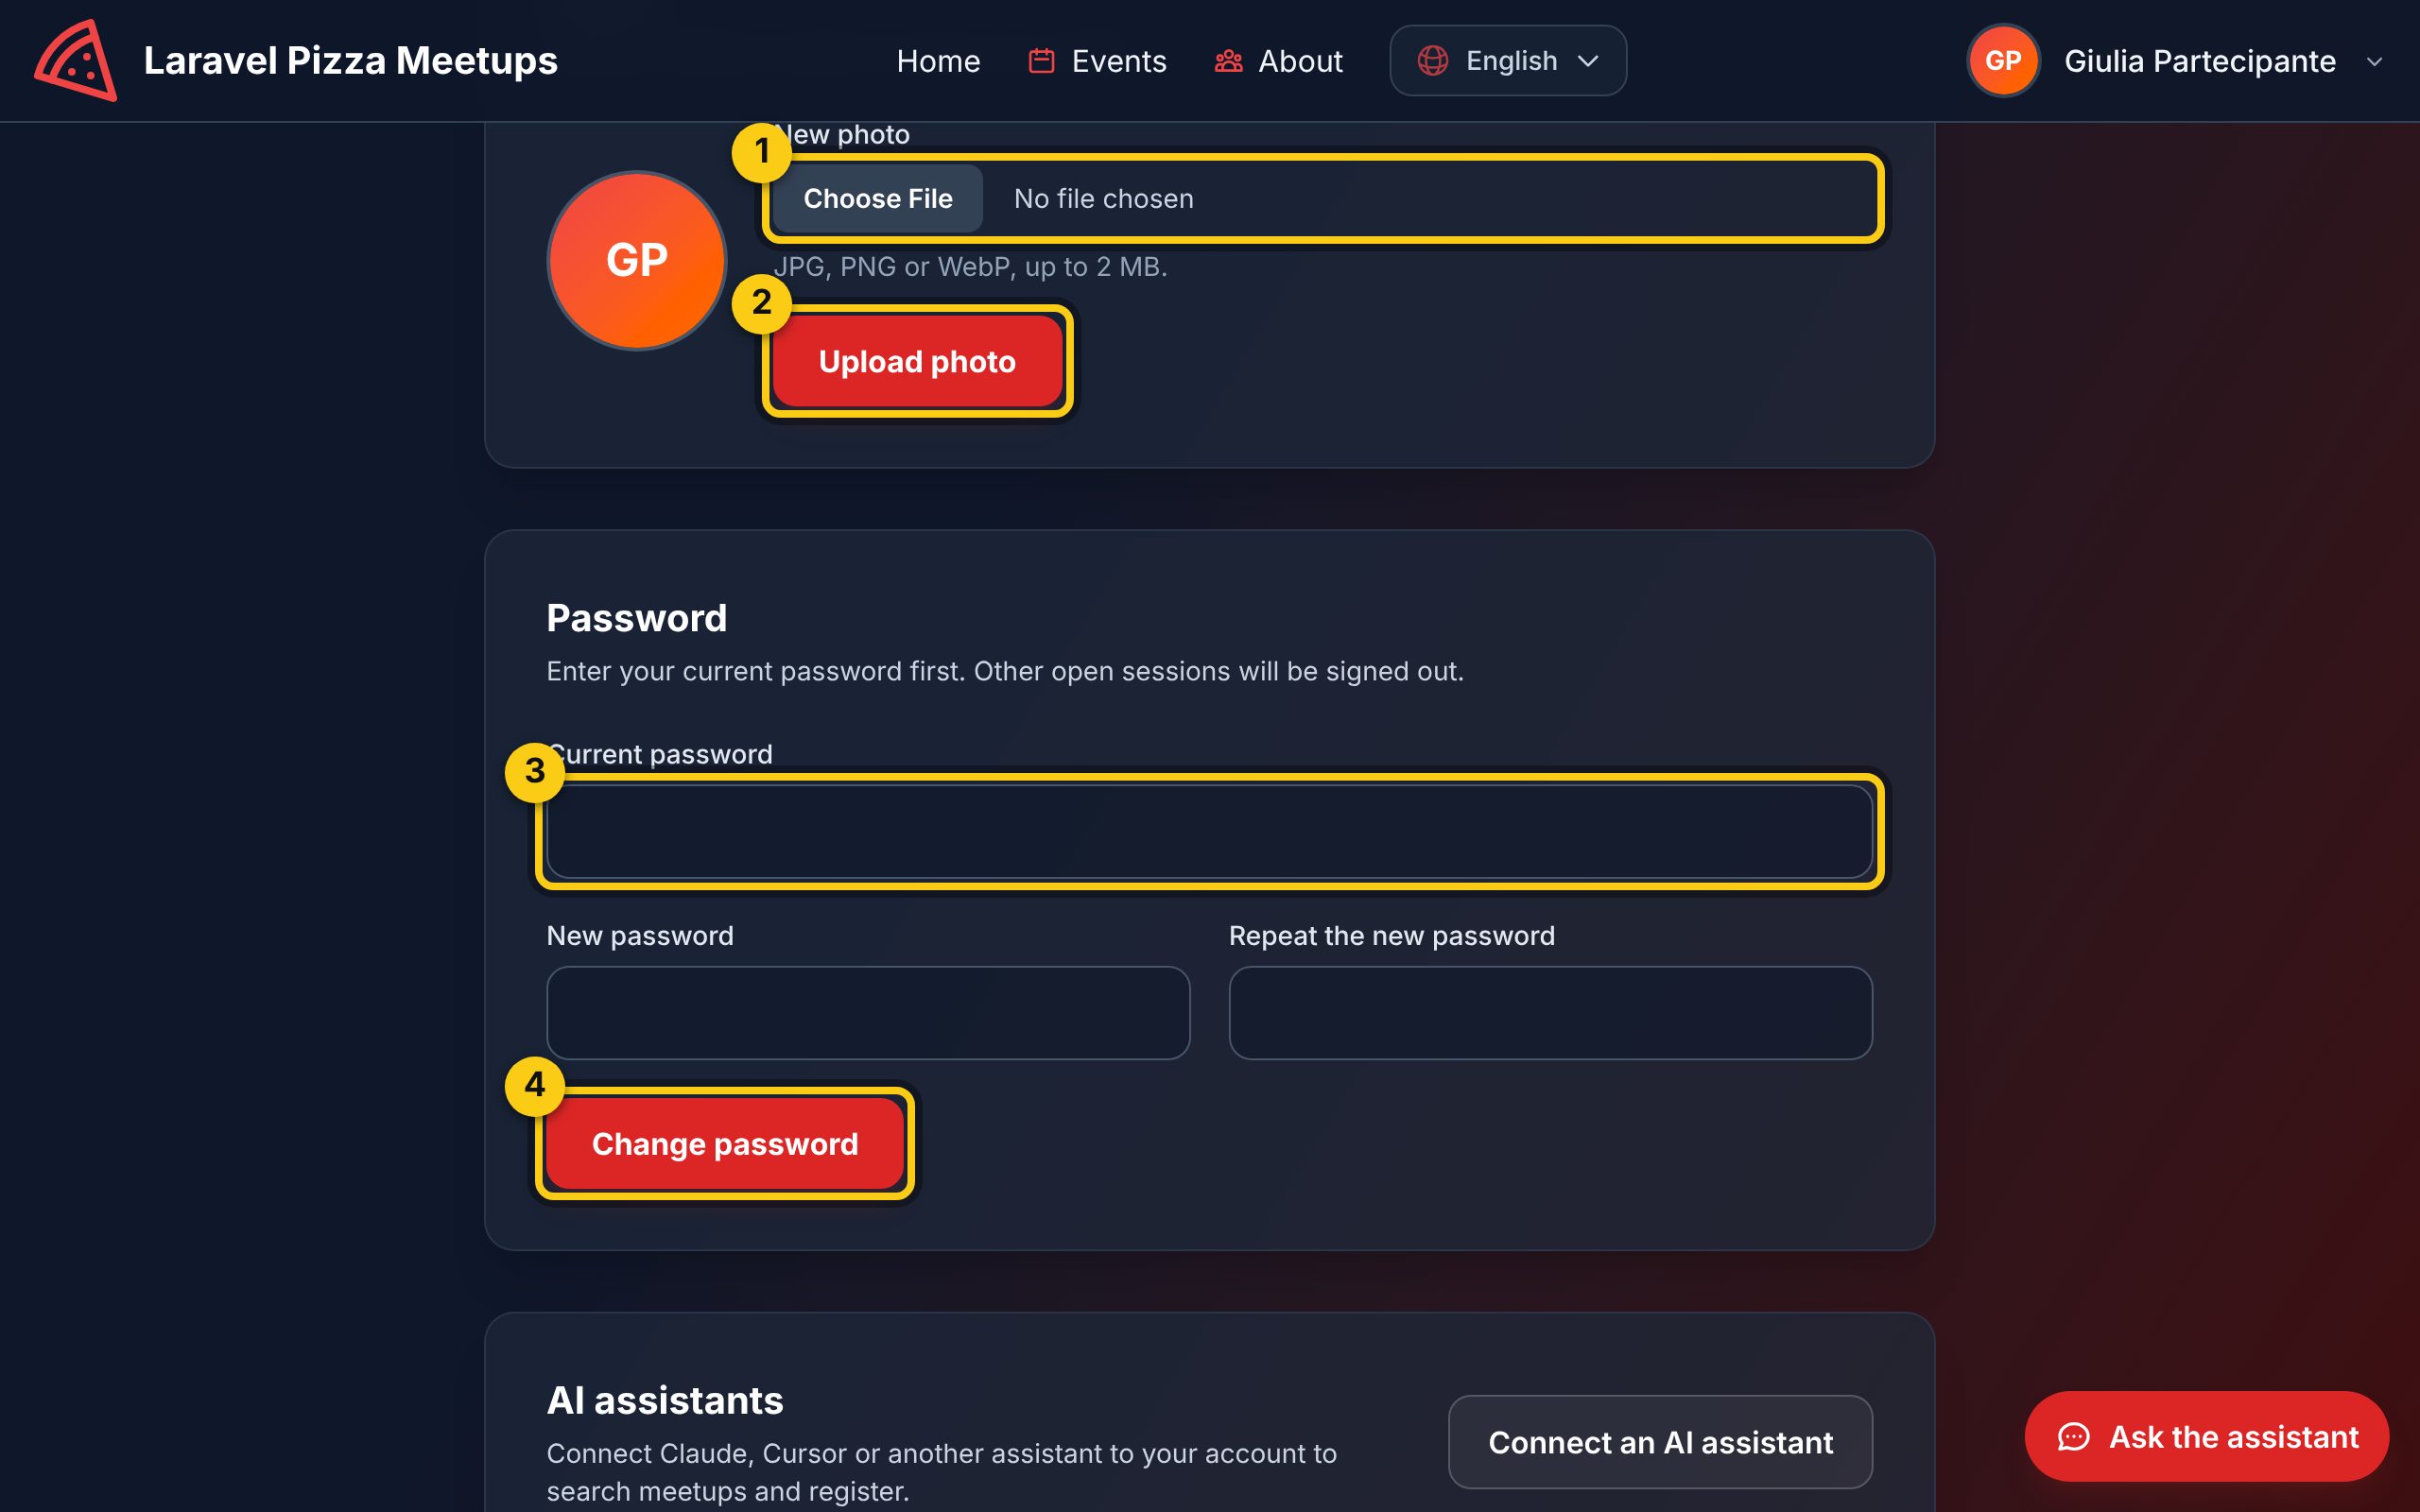 Laravel Pizza Meetups
Home
Events
About
English
GP
Giulia Partecipante
1
New photo
Choose File
No file chosen
GP
JPG, PNG or WebP, up to 2 MB.
2
Upload photo
Password
Enter your current password first. Other open sessions will be signed out.
3
Current password
New password
Repeat the new password
4
Change password
AI assistants
Connect Claude, Cursor or another assistant to your account to
search meetups and register.
Connect an AI assistant
Ask the assistant